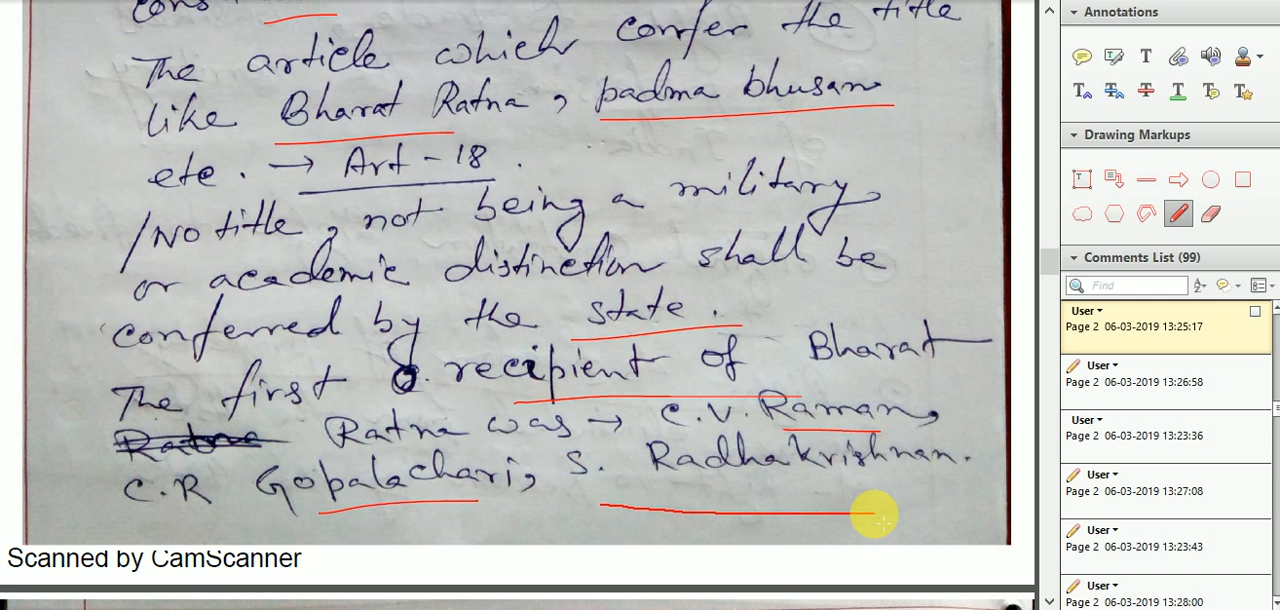 The article which confer the title
like Bharat Ratna, padma bhusan
etc. → Art-18.
/No title, not being a military
or academic distinction shall be
conferred by the state.
The first recipient of Bharat
Ratna Ratna was → C.V. Raman,
C.R Gopalachari, S. Radhakrishnan.
Scanned by CamScanner
Annotations
Drawing Markups
Comments List (99)
Find
User
Page 2 06-03-2019 13:25:17
User
Page 2 06-03-2019 13:26:58
User
Page 2 06-03-2019 13:23:36
User
Page 2 06-03-2019 13:27:08
User
Page 2 06-03-2019 13:23:43
User
Page 2 06-03-2019 13:28:00